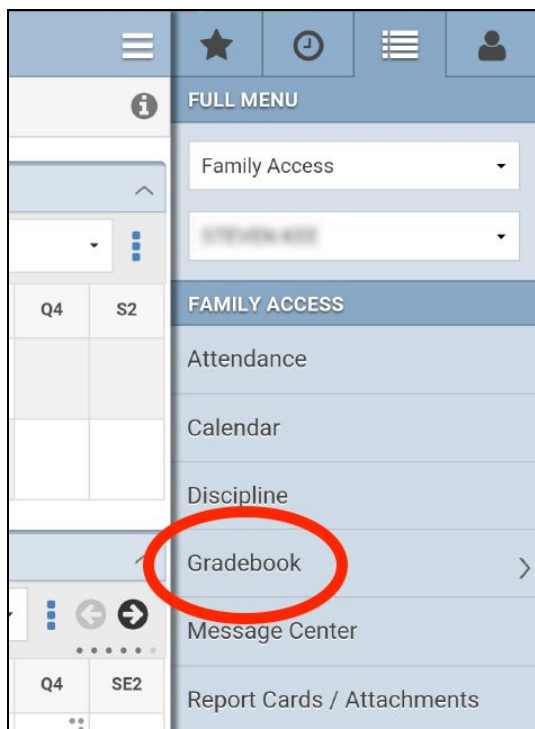 FULL MENU
Family Access
Q4 S2
FAMILY ACCESS
Attendance
Calendar
Discipline
Gradebook
Message Center
Q4 SE2
Report Cards / Attachments